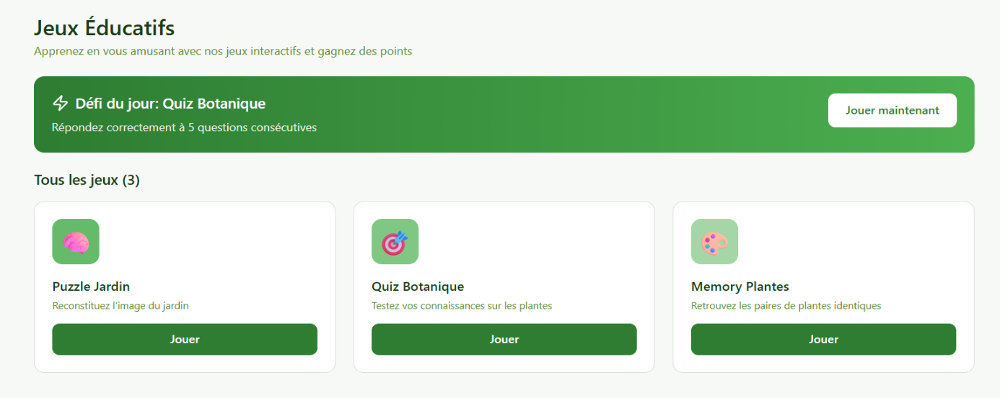 Jeux Éducatifs
Apprenez en vous amusant avec nos jeux interactifs et gagnez des points
Défi du jour: Quiz Botanique
Répondez correctement à 5 questions consécutives
Jouer maintenant
Tous les jeux (3)
Puzzle Jardin
Reconstituez l'image du jardin
Jouer
Quiz Botanique
Testez vos connaissances sur les plantes
Jouer
Memory Plantes
Retrouvez les paires de plantes identiques
Jouer